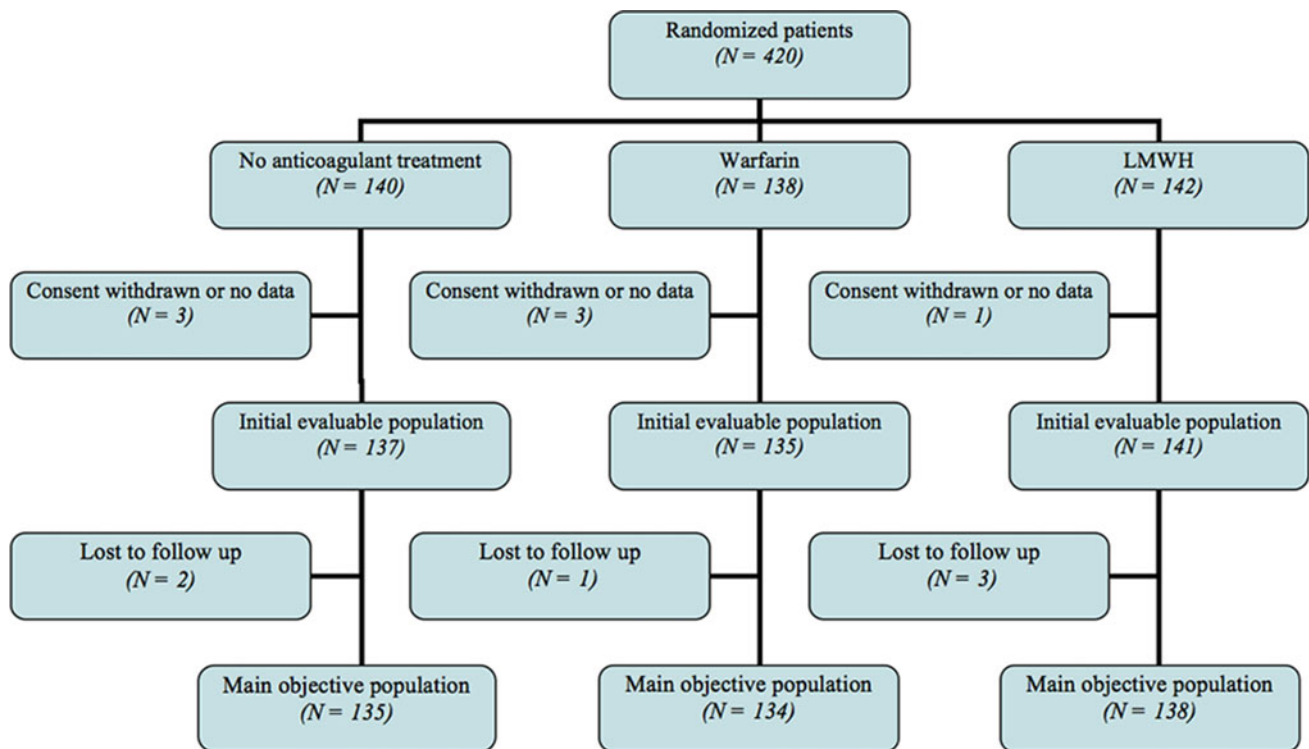 Randomized patients
(N = 420)
No anticoagulant treatment
(N = 140)
Warfarin
(N = 138)
LMWH
(N = 142)
Consent withdrawn or no data
(N = 3)
Consent withdrawn or no data
(N = 3)
Consent withdrawn or no data
(N = 1)
Initial evaluable population
(N = 137)
Initial evaluable population
(N = 135)
Initial evaluable population
(N = 141)
Lost to follow up
(N = 2)
Lost to follow up
(N = 1)
Lost to follow up
(N = 3)
Main objective population
(N = 135)
Main objective population
(N = 134)
Main objective population
(N = 138)